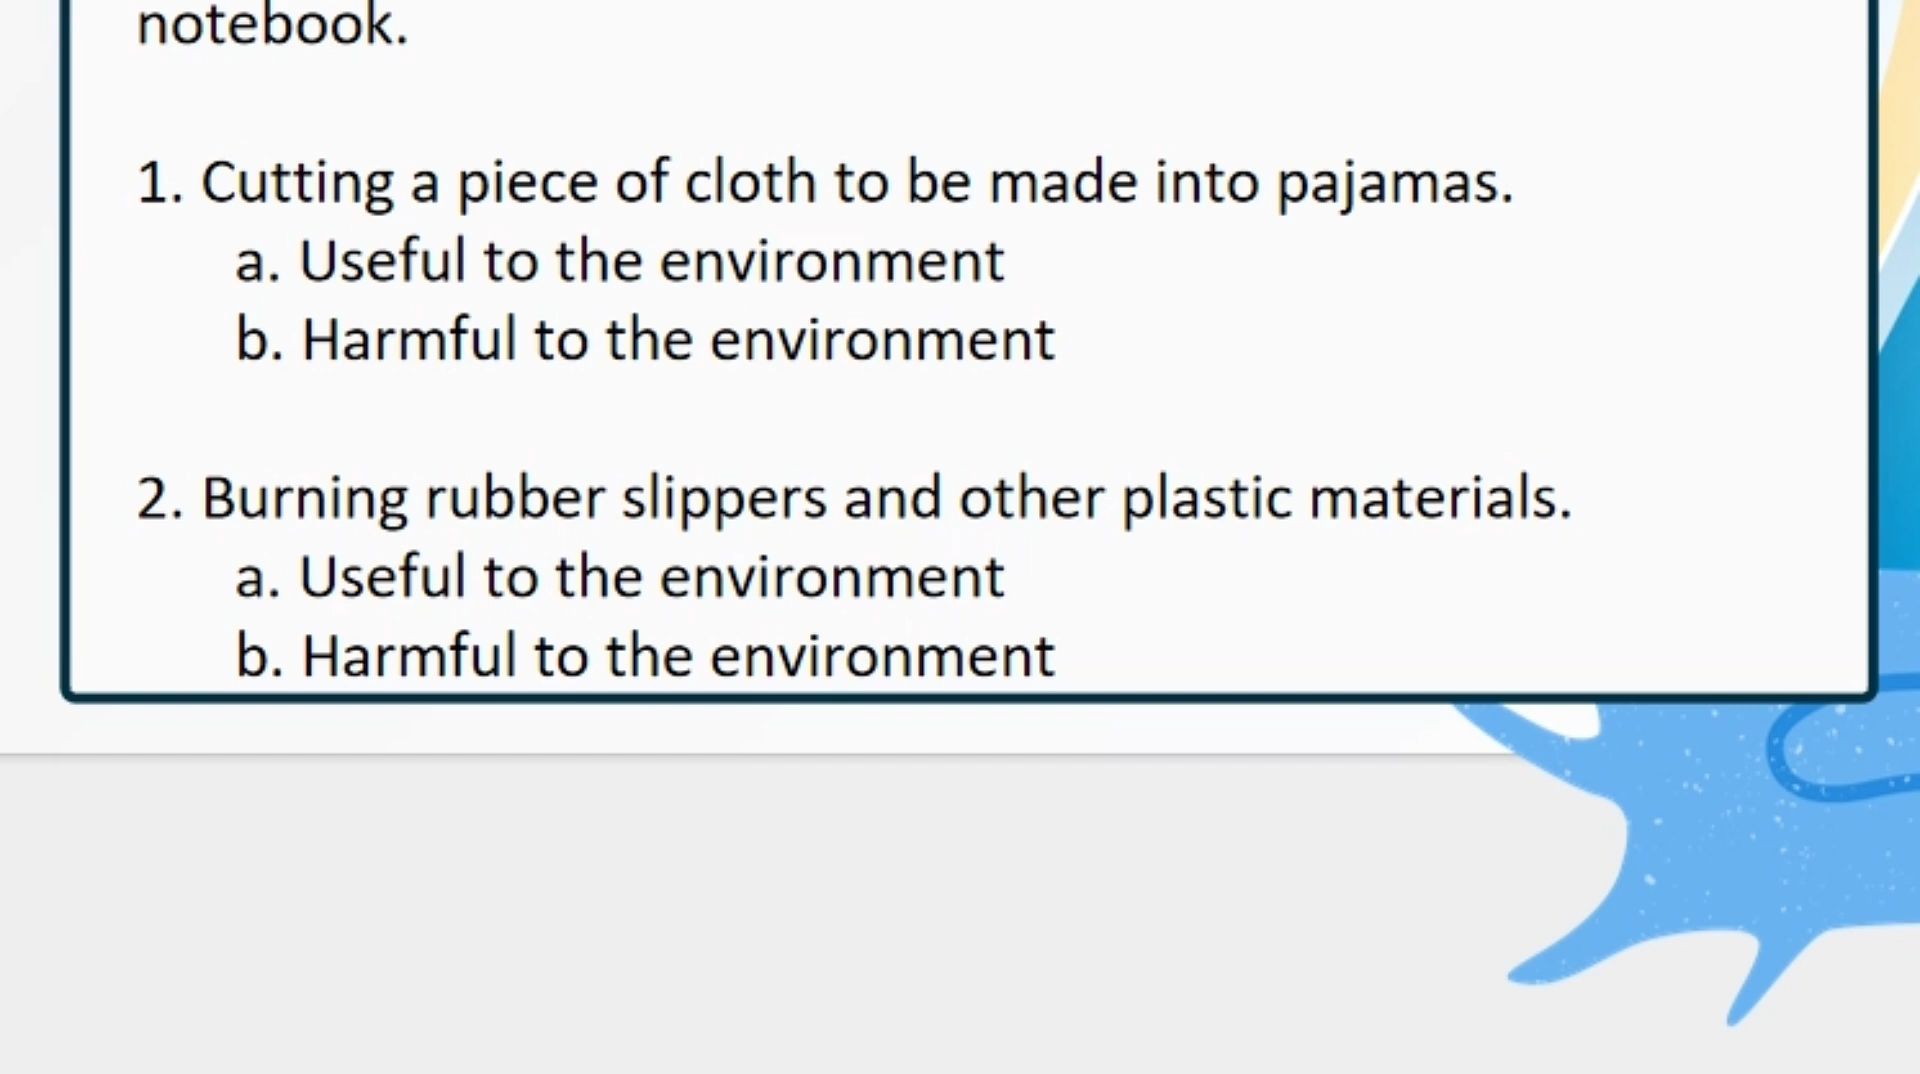 notebook.
1. Cutting a piece of cloth to be made into pajamas.
a. Useful to the environment
b. Harmful to the environment
2. Burning rubber slippers and other plastic materials.
a. Useful to the environment
b. Harmful to the environment